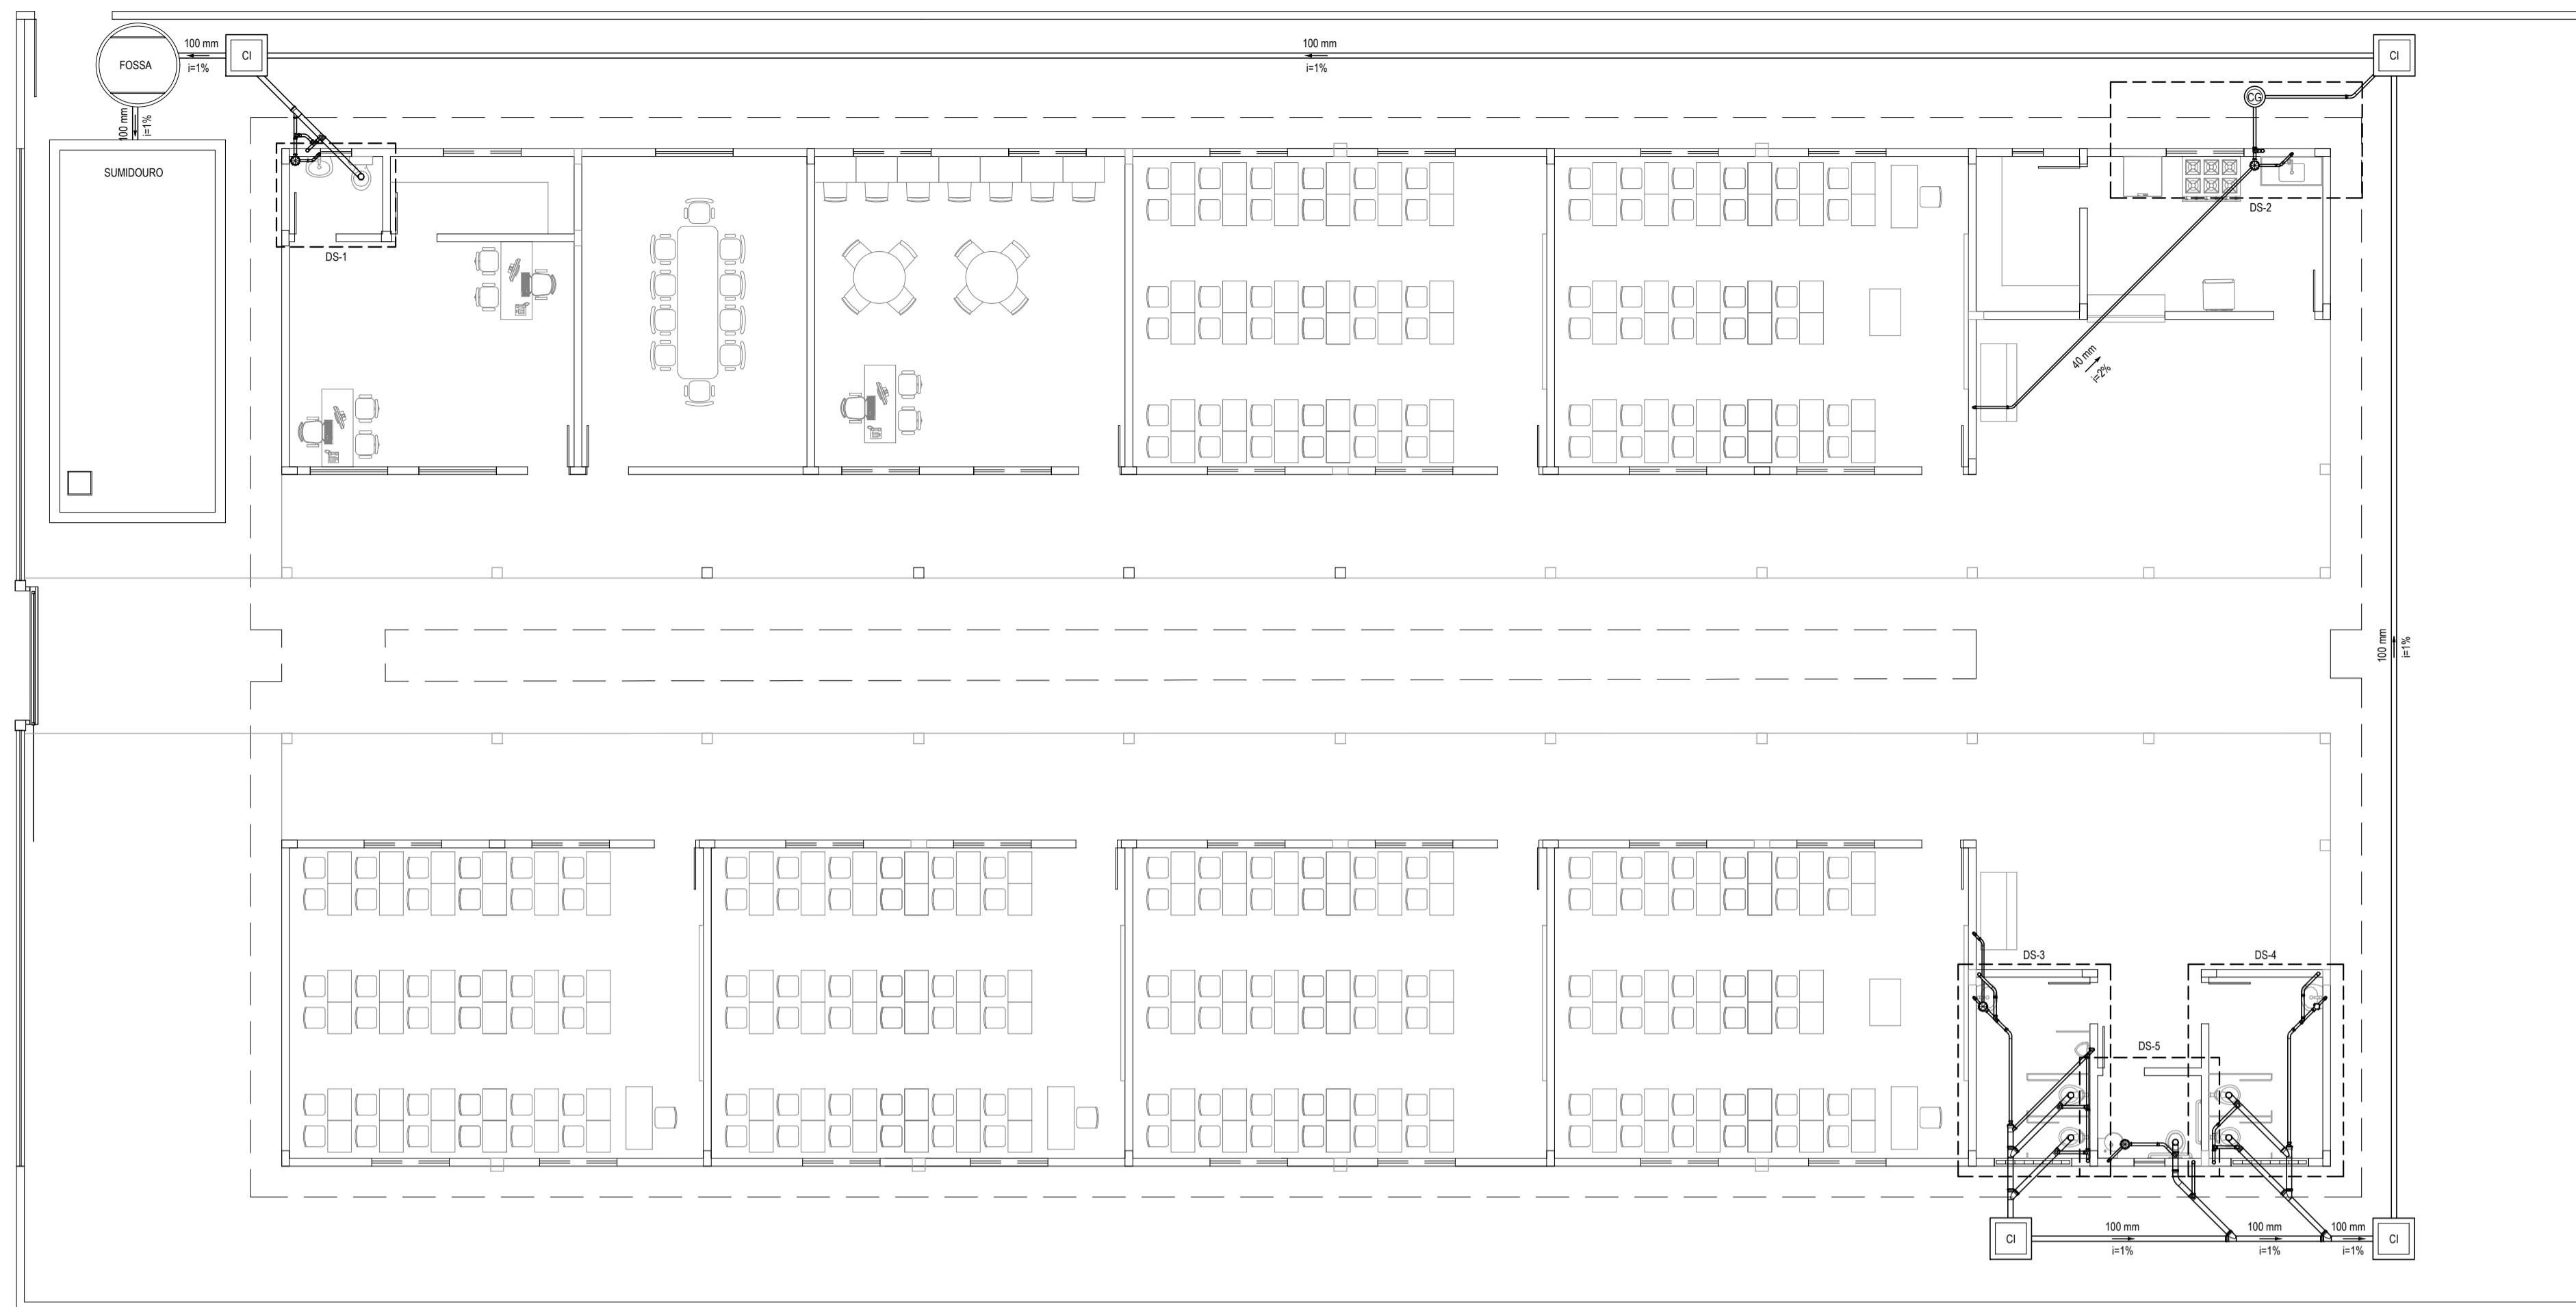 100 mm
i=1%
CI
FOSSA
100 mm
i=1%
CI
100 mm
i=1%
CG
SUMIDOURO
DS-1
DS-2
40 mm
i=2%
100 mm
i=1%
DS-3
DS-4
DS-5
CI
100 mm
i=1%
100 mm
i=1%
100 mm
i=1%
CI